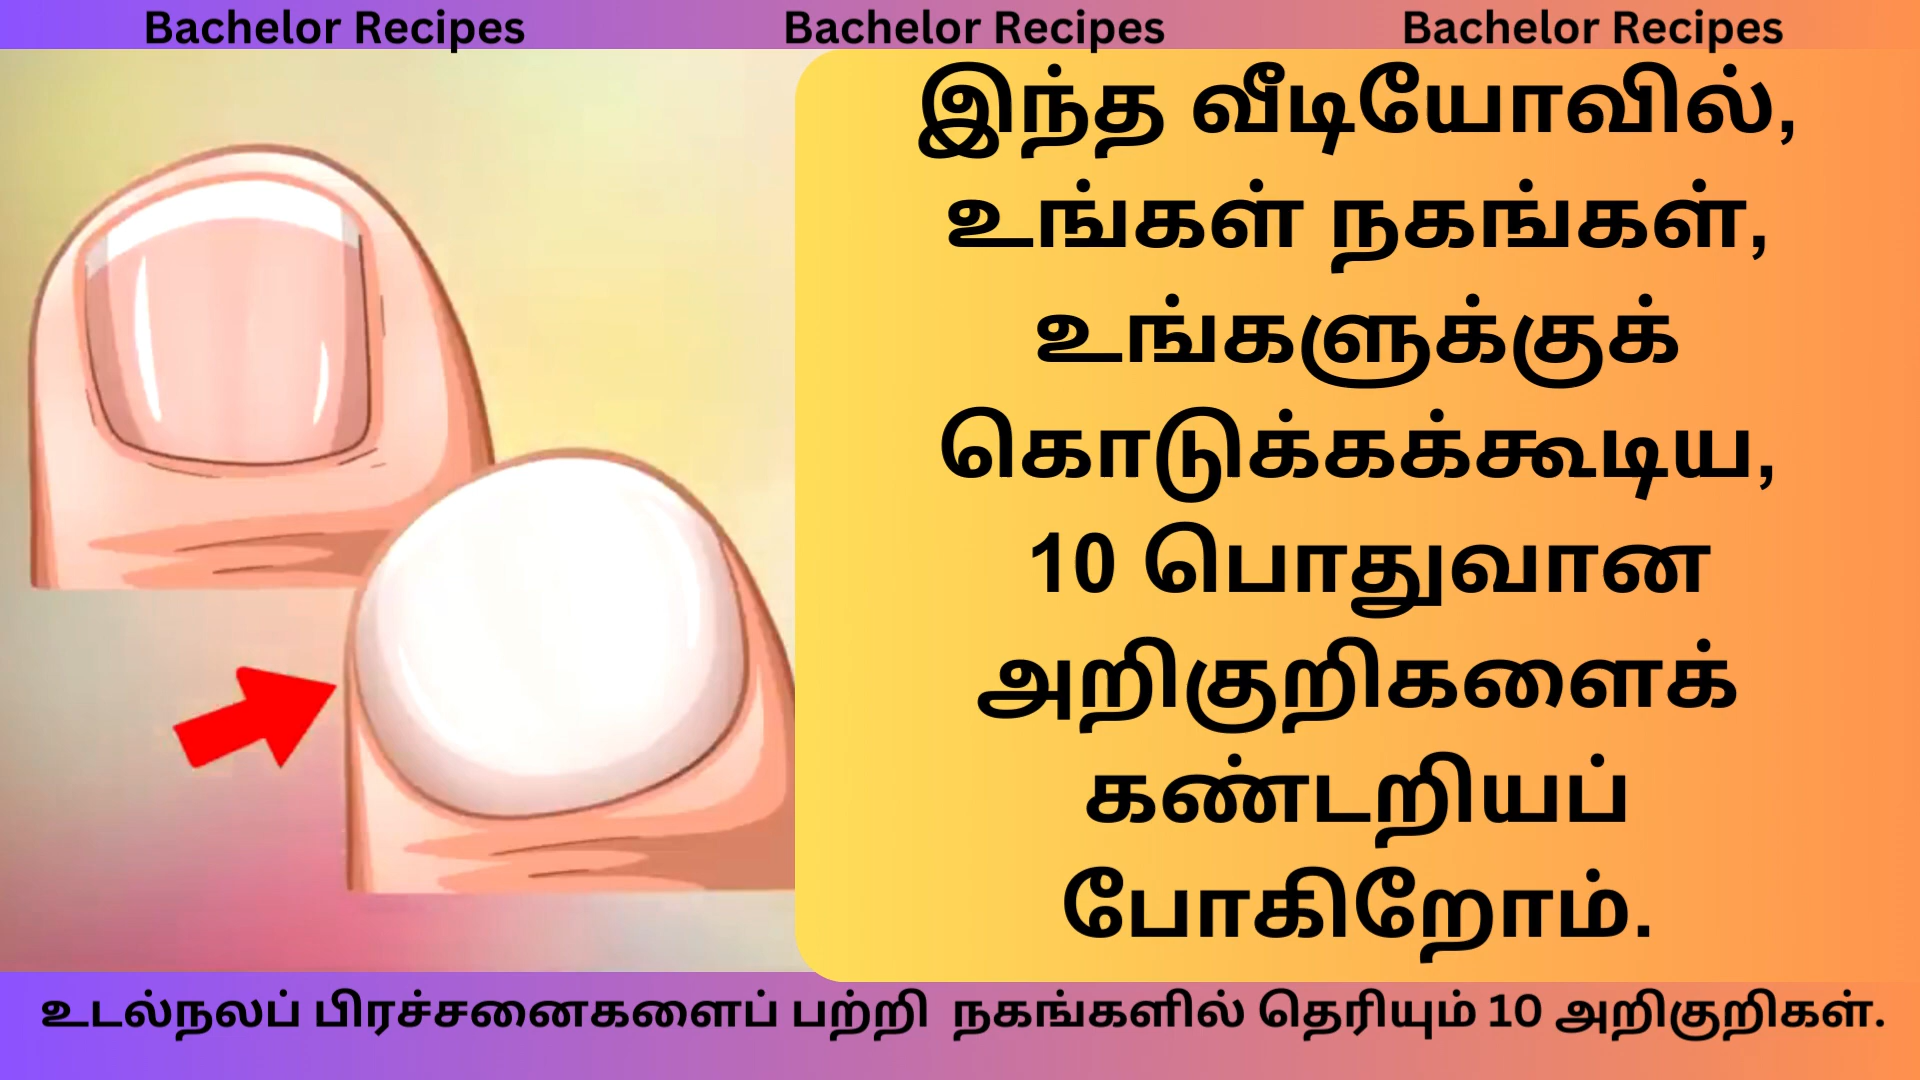 Bachelor Recipes Bachelor Recipes Bachelor Recipes
இந்த வீடியோவில்,
உங்கள் நகங்கள்,
உங்களுக்குக்
கொடுக்கக்கூடிய,
10 பொதுவான
அறிகுறிகளைக்
கண்டறியப்
போகிறோம்.
உடல்நலப் பிரச்சனைகளைப் பற்றி நகங்களில் தெரியும் 10 அறிகுறிகள்.